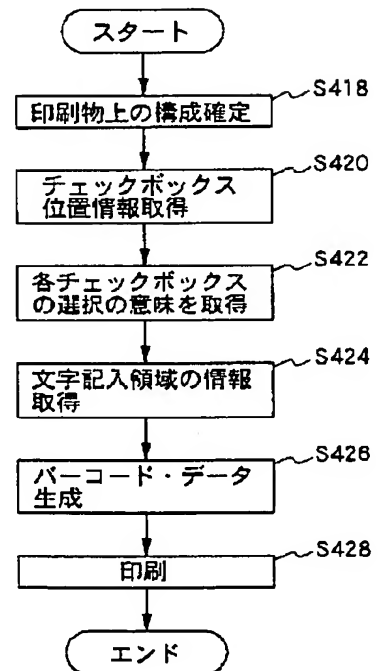 スタート
S418
印刷物上の構成確定
S420
チェックボックス
位置情報取得
S422
各チェックボックス
の選択の意味を取得
S424
文字記入領域の情報
取得
S426
バーコード・データ
生成
S428
印刷
エンド